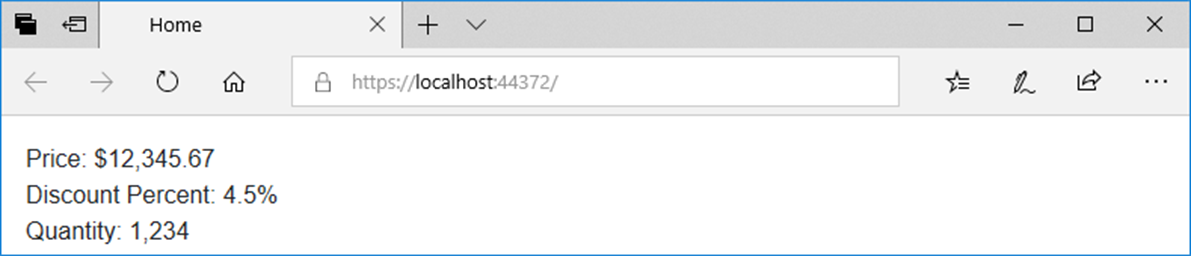 Home
https://localhost:44372/
Price: $12,345.67
Discount Percent: 4.5%
Quantity: 1,234